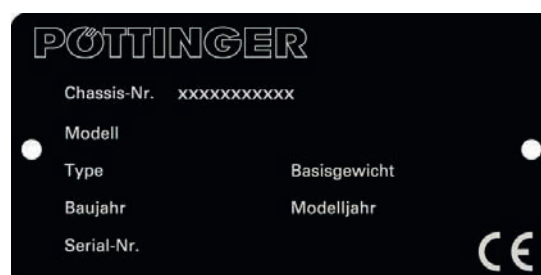 PÖTTINGER
Chassis-Nr. xxxxxxxxxxx
Modell
Type Basisgewicht
Baujahr Modelljahr
Serial-Nr.
CE